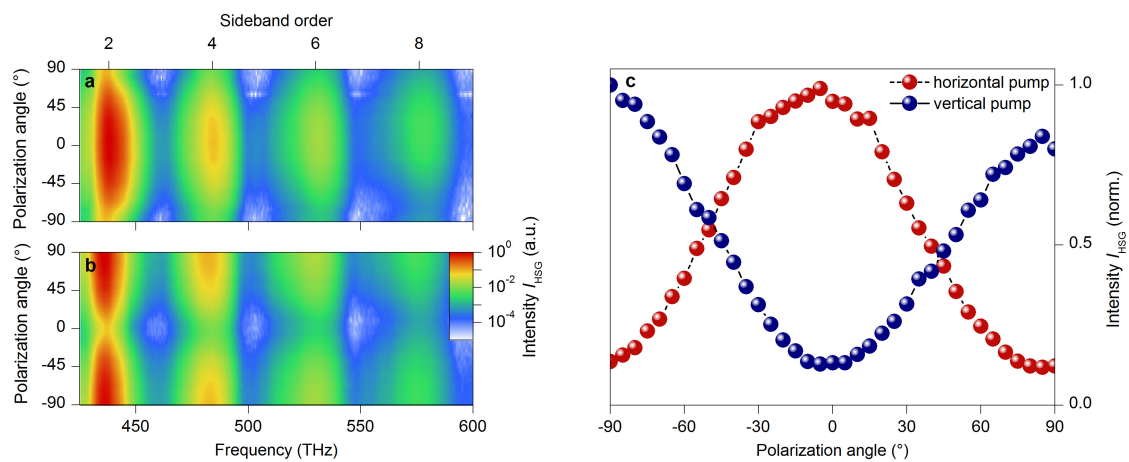 Sideband order
2 4 6 8
a
90
45
0
-45
-90
Polarization angle (°)
b
90
45
0
-45
-90
Polarization angle (°)
10^0
10^-2
10^-4
Intensity I_HSG (a.u.)
450 500 550 600
Frequency (THz)
c
horizontal pump
vertical pump
1.0
0.5
0.0
Intensity I_HSG (norm.)
-90 -60 -30 0 30 60 90
Polarization angle (°)